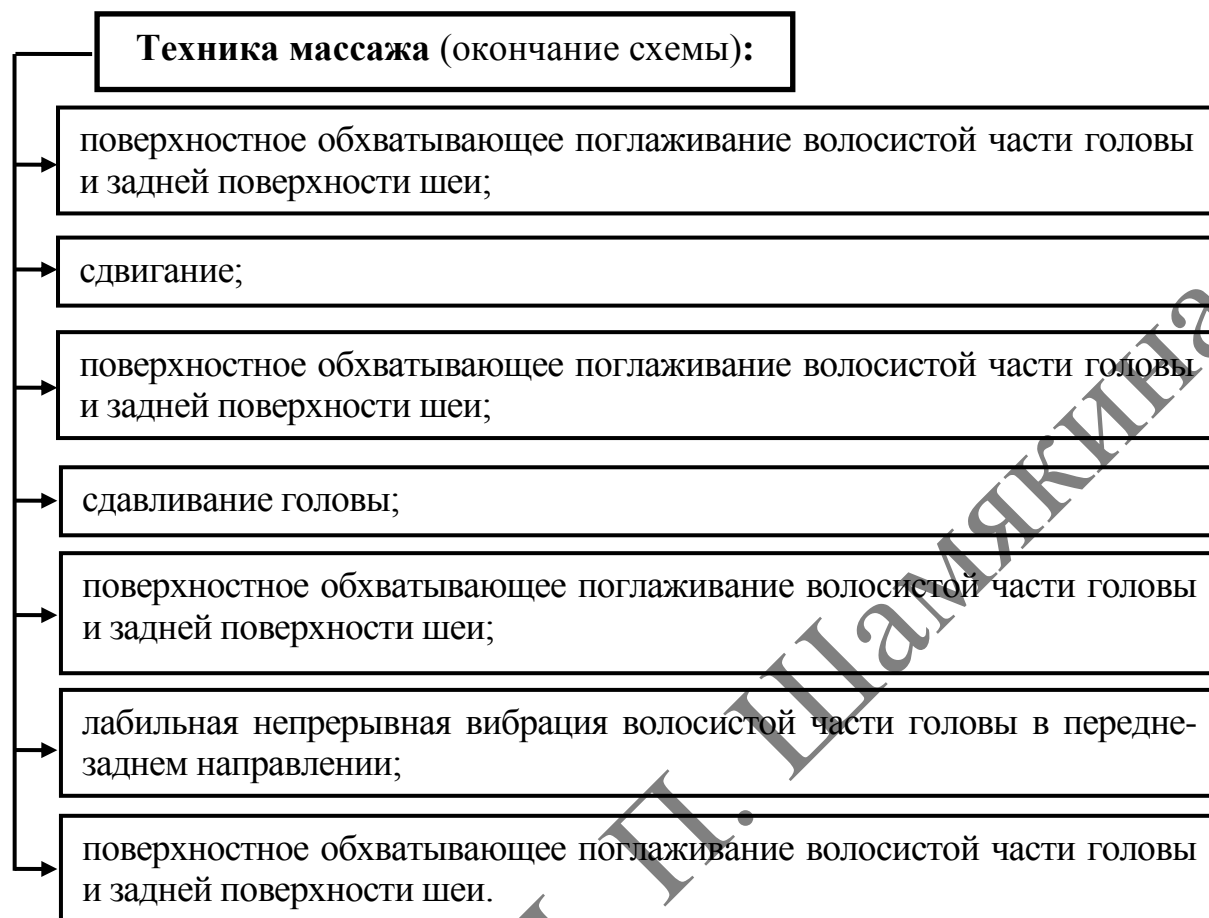 Техника массажа (окончание схемы):
поверхностное обхватывающее поглаживание волосистой части головы
и задней поверхности шеи;
сдвигание;
поверхностное обхватывающее поглаживание волосистой части головы
и задней поверхности шеи;
сдавливание головы;
поверхностное обхватывающее поглаживание волосистой части головы
и задней поверхности шеи;
лабильная непрерывная вибрация волосистой части головы в передне-
заднем направлении;
поверхностное обхватывающее поглаживание волосистой части головы
и задней поверхности шеи.
П. Шамякина